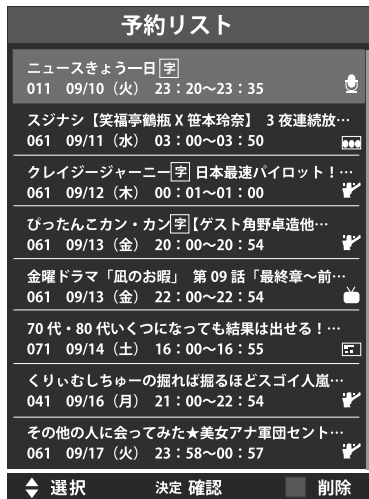 予約リスト
ニュースきょう一日[字]
011 09/10（火） 23：20〜23：35
スジナシ【笑福亭鶴瓶X笹本玲奈】 3夜連続放…
061 09/11（水） 03：00〜03：50
クレイジージャーニー[字] 日本最速パイロット！…
061 09/12（木） 00：01〜01：00
ぴったんこカン・カン[字]【ゲスト角野卓造他…
061 09/13（金） 20：00〜20：54
金曜ドラマ「凪のお暇」 第09話「最終章〜前…
061 09/13（金） 22：00〜22：54
70代・80代いくつになっても結果は出せる！…
071 09/14（土） 16：00〜16：55
くりぃむしちゅーの掘れば掘るほどスゴイ人嵐…
041 09/16（月） 21：00〜22：54
その他の人に会ってみた★美女アナ軍団セント…
061 09/17（火） 23：58〜00：57
選択 決定 確認 削除